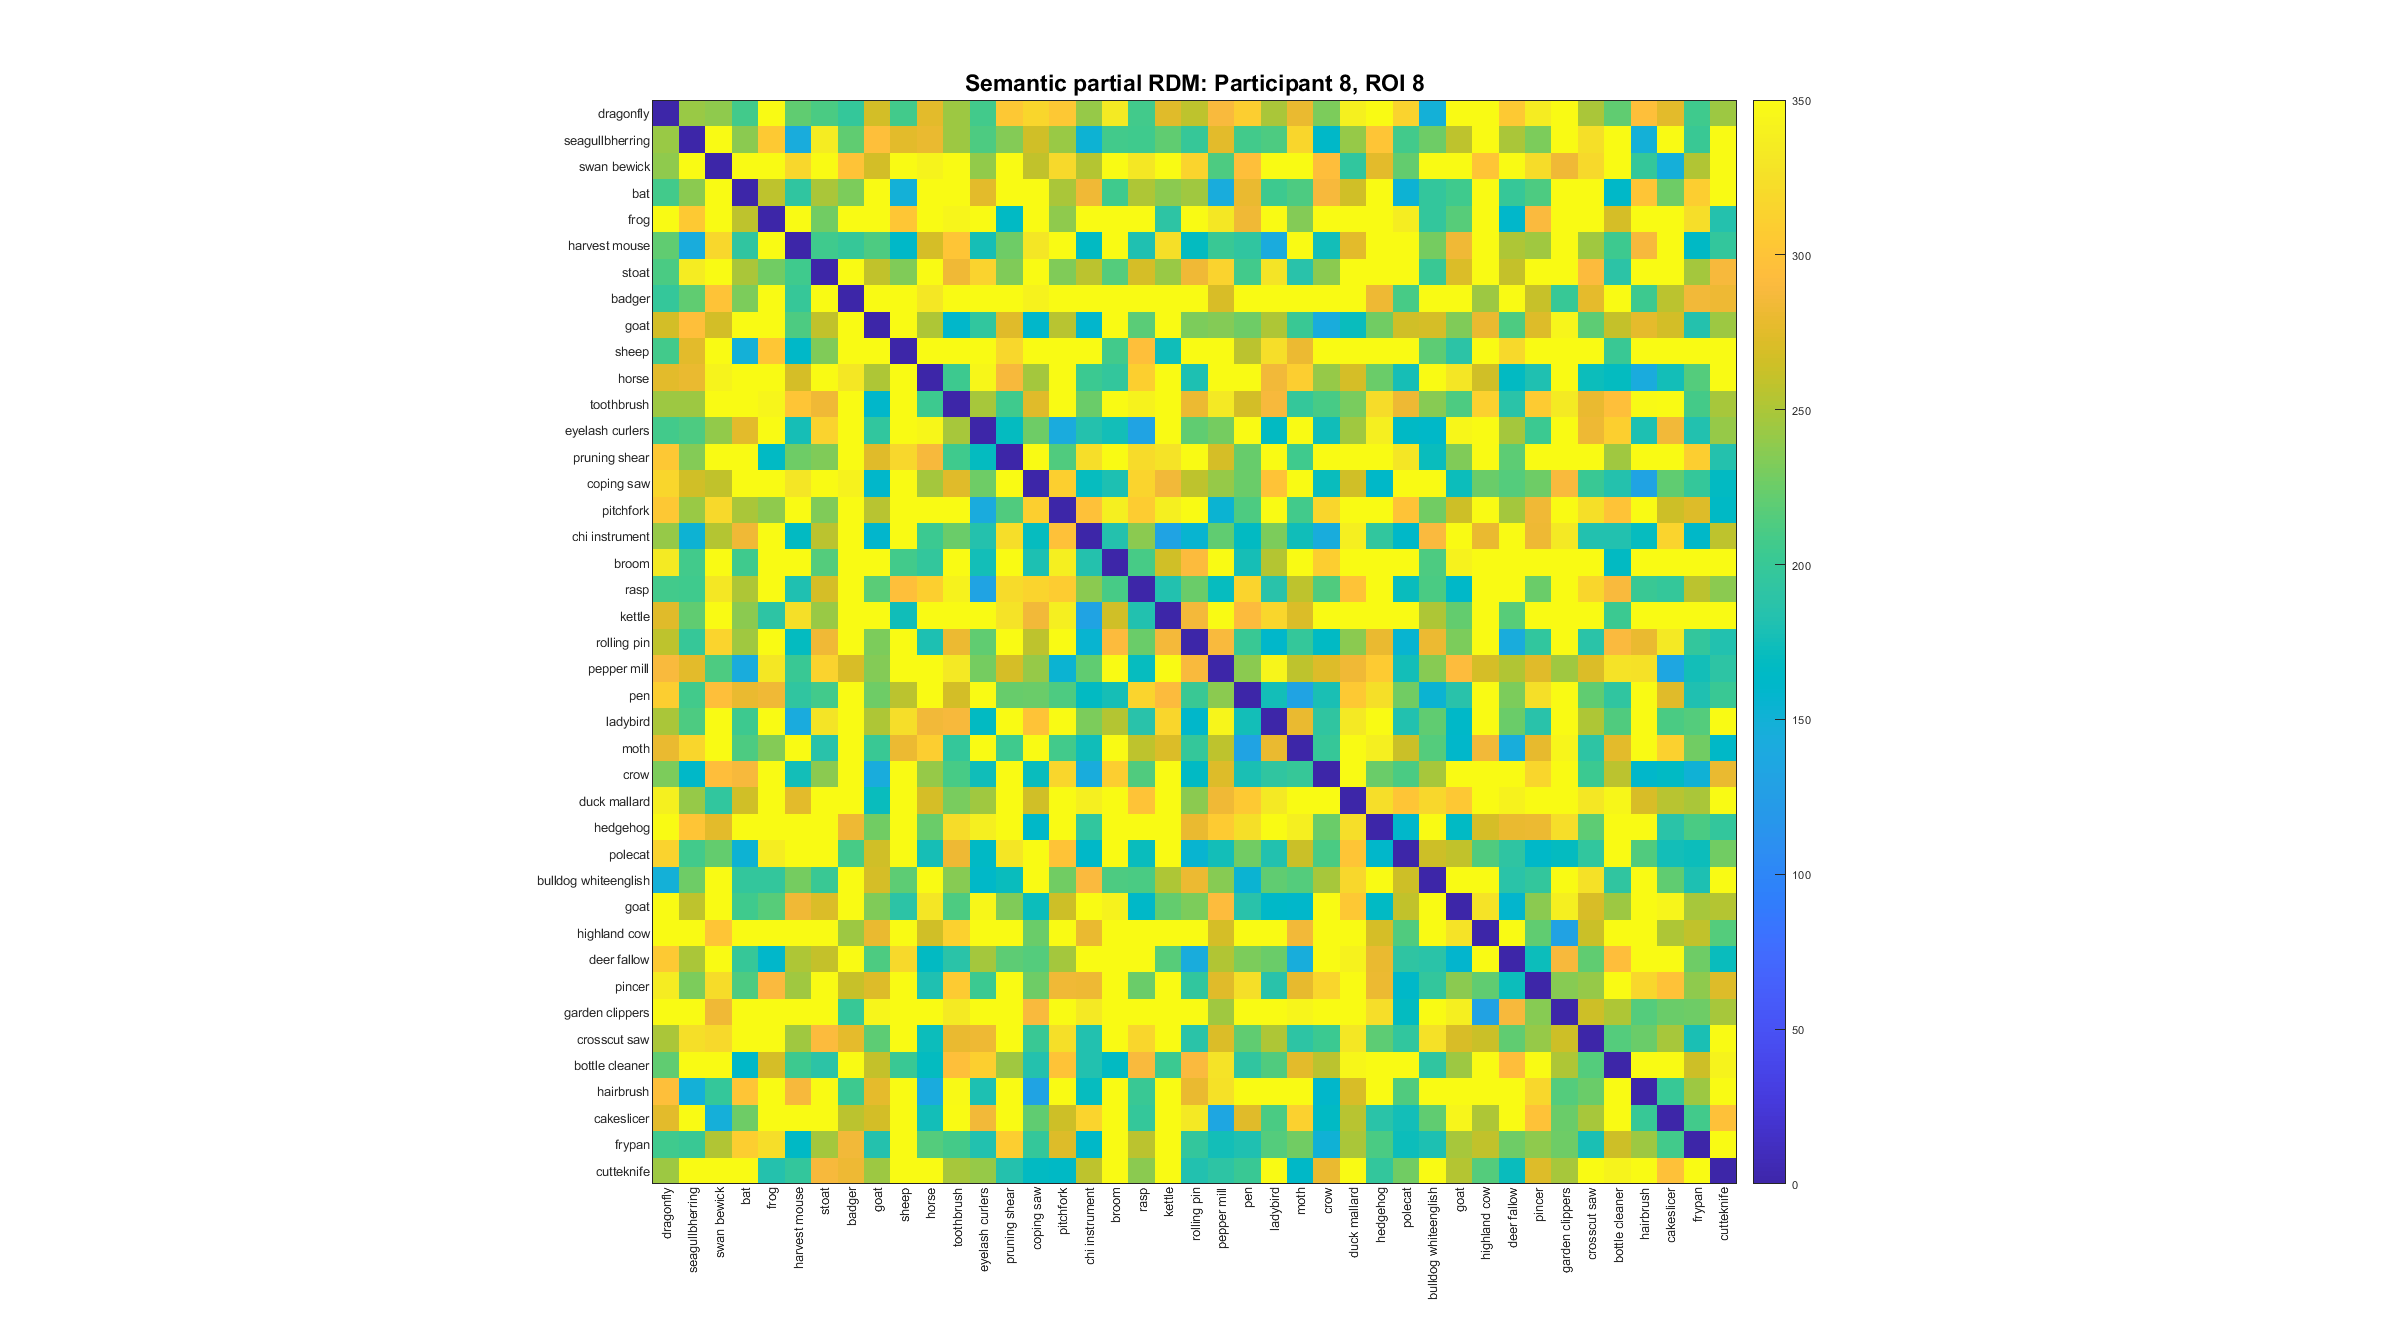 Semantic partial RDM: Participant 8, ROI 8
dragonfly
seagullbherring
swan bewick
bat
frog
harvest mouse
stoat
badger
goat
sheep
horse
toothbrush
eyelash curlers
pruning shear
coping saw
pitchfork
chi instrument
broom
rasp
kettle
rolling pin
pepper mill
pen
ladybird
moth
crow
duck mallard
hedgehog
polecat
bulldog whiteenglish
goat
highland cow
deer fallow
pincer
garden clippers
crosscut saw
bottle cleaner
hairbrush
cakeslicer
frypan
cutteknife
dragonfly
seagullbherring
swan bewick
bat
frog
harvest mouse
stoat
badger
goat
sheep
horse
toothbrush
eyelash curlers
pruning shear
coping saw
pitchfork
chi instrument
broom
rasp
kettle
rolling pin
pepper mill
pen
ladybird
moth
crow
duck mallard
hedgehog
polecat
bulldog whiteenglish
goat
highland cow
deer fallow
pincer
garden clippers
crosscut saw
bottle cleaner
hairbrush
cakeslicer
frypan
cutteknife
350
300
250
200
150
100
50
0